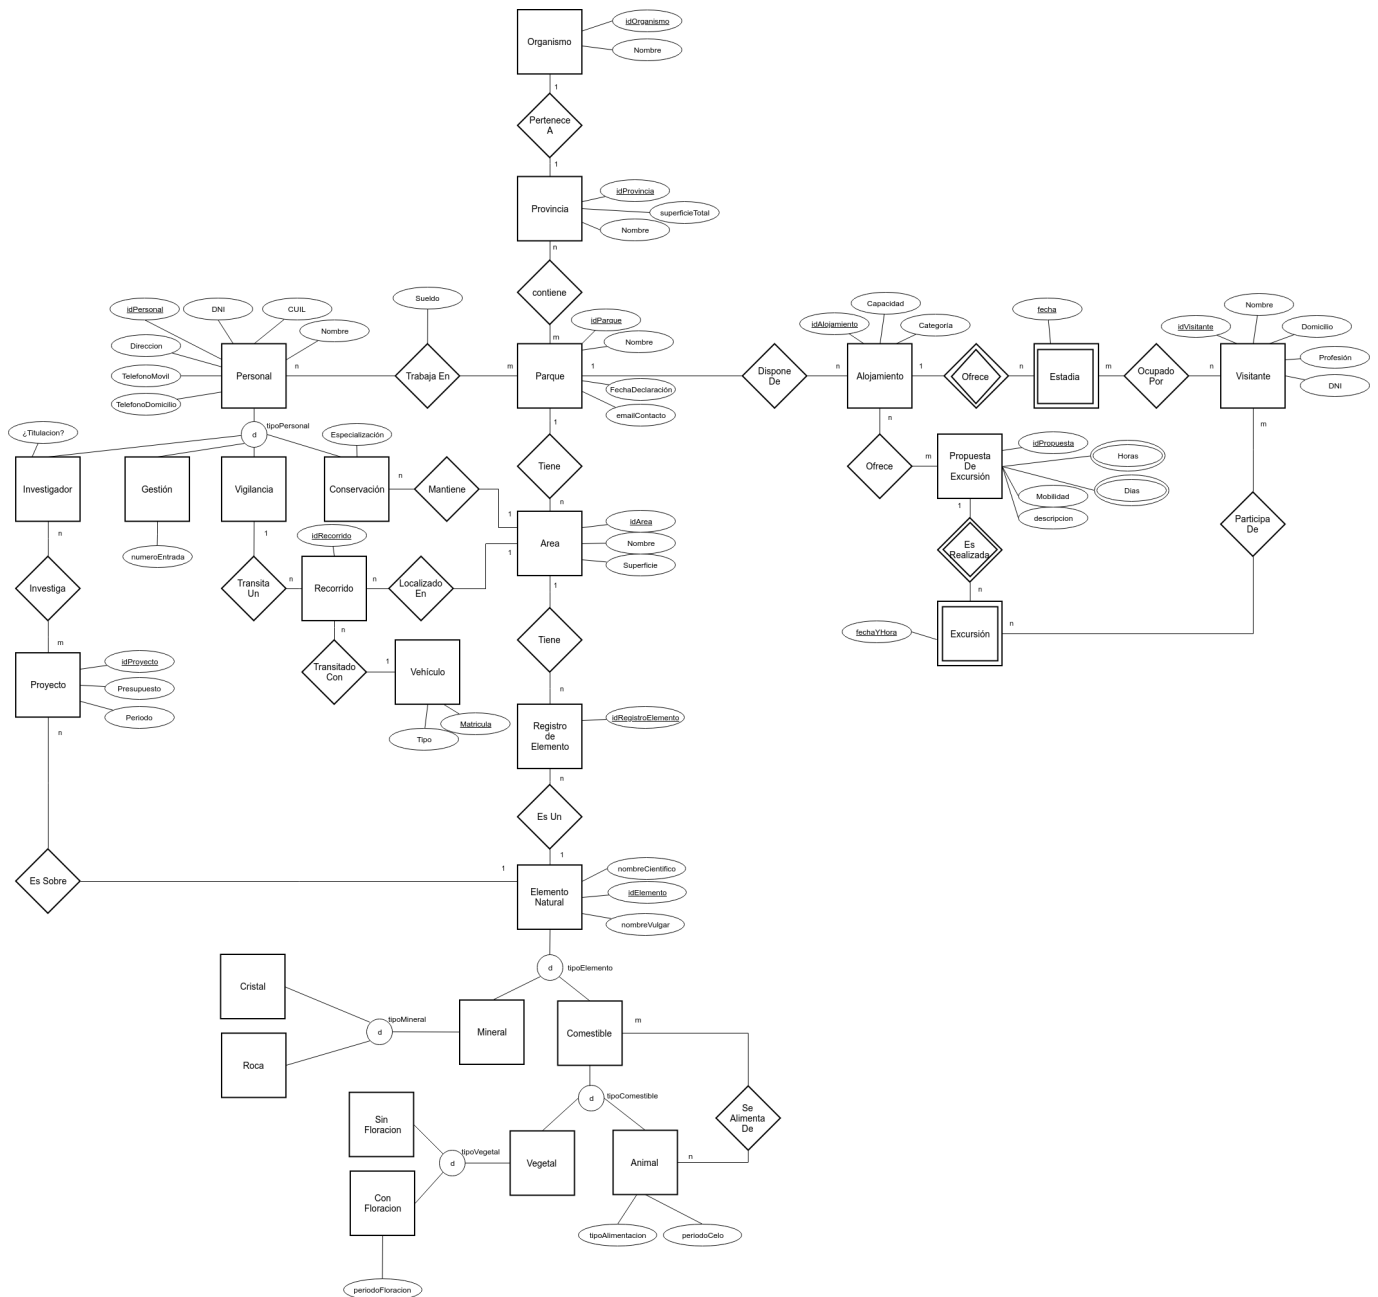 idOrganismo
Organismo
Nombre
1
Pertenece
A
1
idProvincia
Provincia
superficieTotal
Nombre
n
contiene
m
Sueldo
idPersonal
DNI
CUIL
Nombre
Direccion
TelefonoMovil
TelefonoDomicilio
Personal
n
Trabaja En
m
idParque
Nombre
Parque
FechaDeclaración
emailContacto
1
Dispone
De
n
Capacidad
idAlojamiento
Categoría
Alojamiento
1
Ofrece
n
fecha
Estadia
m
Ocupado
Por
n
Nombre
idVisitante
Domicilio
Profesión
DNI
Visitante
m
n
Ofrece
m
idPropuesta
Horas
Dias
Mobilidad
descripcion
Propuesta
De
Excursión
1
Es
Realizada
n
fechaYHora
Excursión
n
Participa
De
d
tipoPersonal
¿Titulacion?
Especialización
Investigador
Gestión
Vigilancia
Conservación
n
Mantiene
1
1
Tiene
n
idArea
Nombre
Superficie
Area
1
numeroEntrada
n
Investiga
m
1
Transita
Un
n
idRecorrido
Recorrido
n
Localizado
En
1
n
Transitado
Con
1
Vehículo
Matricula
Tipo
Tiene
n
idProyecto
Presupuesto
Periodo
Proyecto
n
idRegistroElemento
Registro
de
Elemento
n
Es Un
1
Es Sobre
1
nombreCientifico
idElemento
nombreVulgar
Elemento
Natural
d
tipoElemento
Cristal
Roca
d
tipoMineral
Mineral
Comestible
m
d
tipoComestible
Se
Alimenta
De
n
Sin
Floracion
Con
Floracion
d
tipoVegetal
Vegetal
Animal
tipoAlimentacion
periodoCelo
periodoFloracion